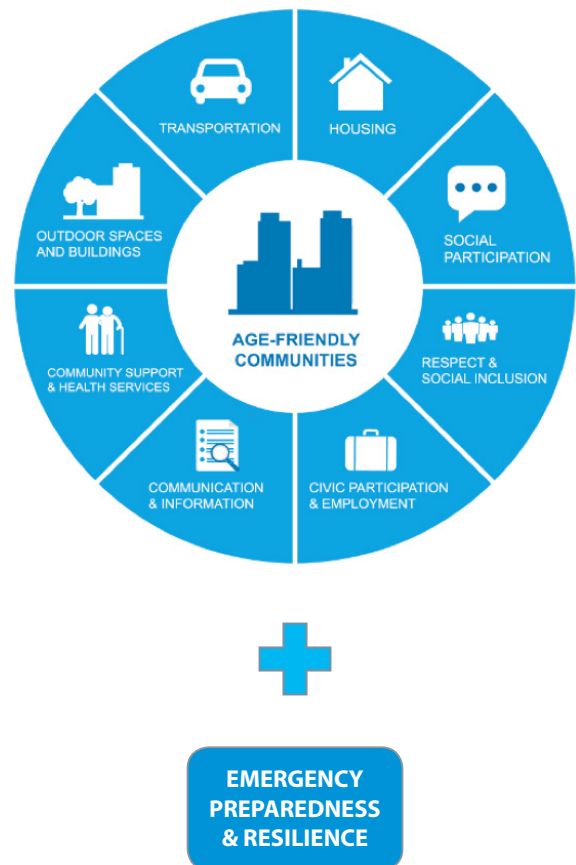 TRANSPORTATION
HOUSING
SOCIAL
PARTICIPATION
RESPECT &
SOCIAL INCLUSION
CIVIC PARTICIPATION
& EMPLOYMENT
COMMUNICATION
& INFORMATION
COMMUNITY SUPPORT
& HEALTH SERVICES
OUTDOOR SPACES
AND BUILDINGS
AGE-FRIENDLY
COMMUNITIES
EMERGENCY
PREPAREDNESS
& RESILIENCE